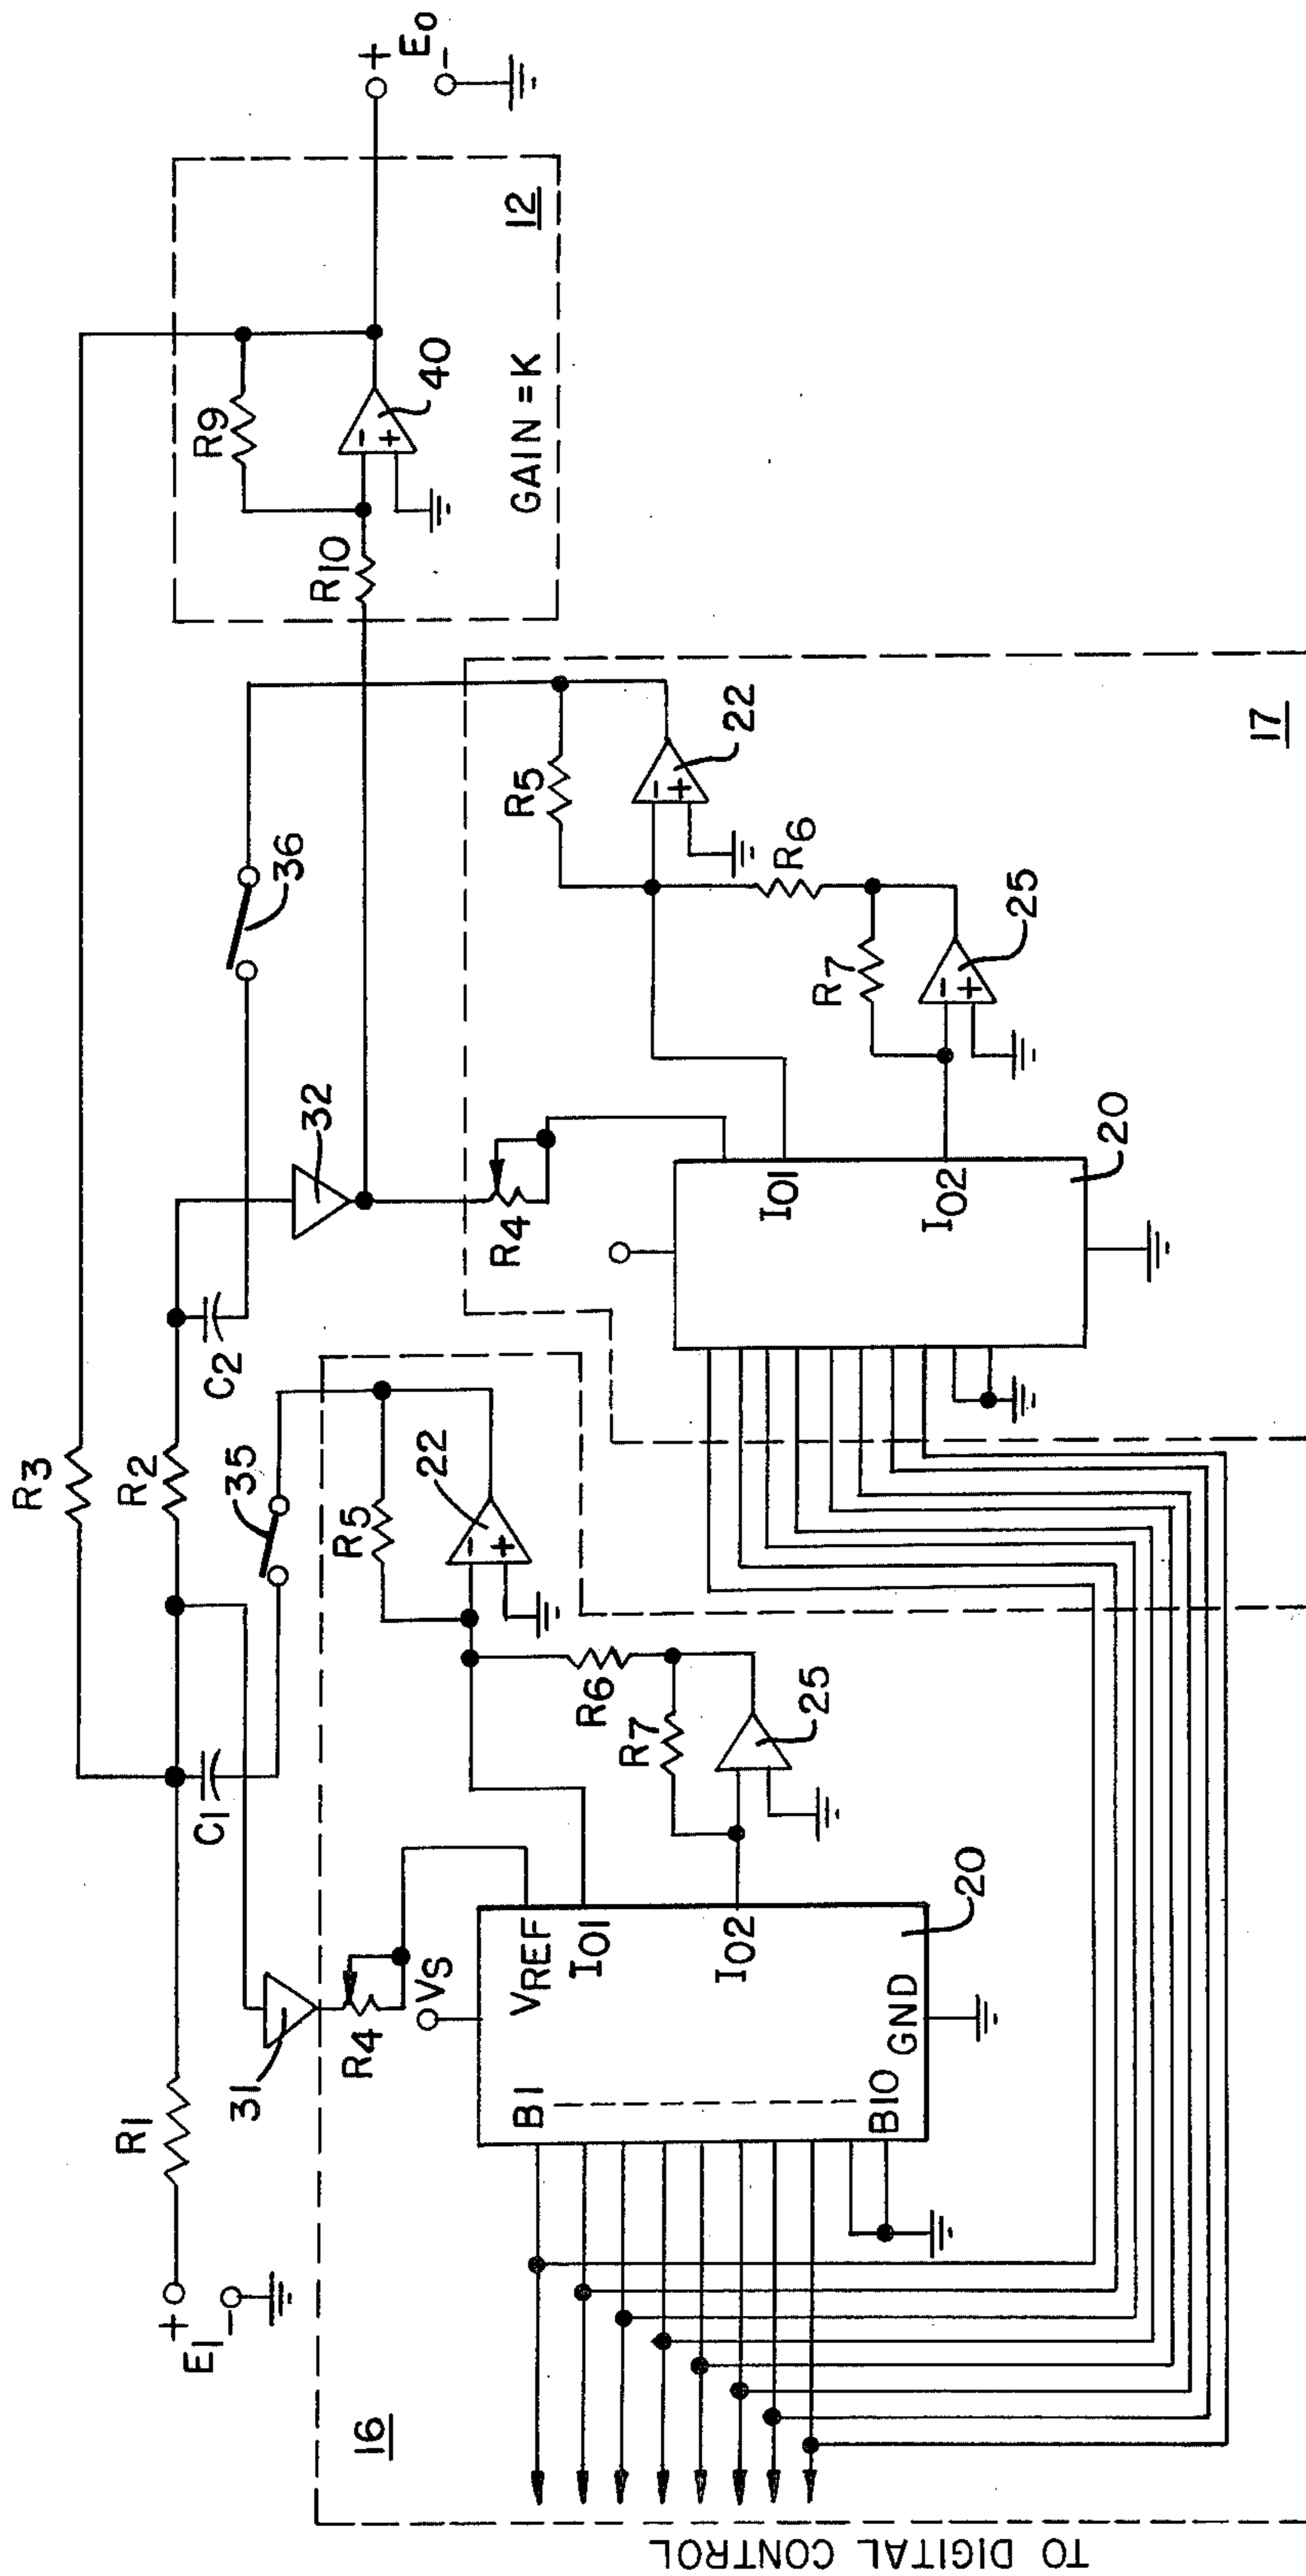 R3
R1
R2
C1
C2
35
36
31
32
+
E1
-
R4
VS
VREF
IO1
IO2
B1
B10
GND
20
R5
22
-
+
R6
R7
25
16
R4
IO1
IO2
20
R5
22
-
+
R6
R7
25
-
+
17
R10
R9
40
-
+
GAIN = K
12
+
EO
-
TO DIGITAL CONTROL